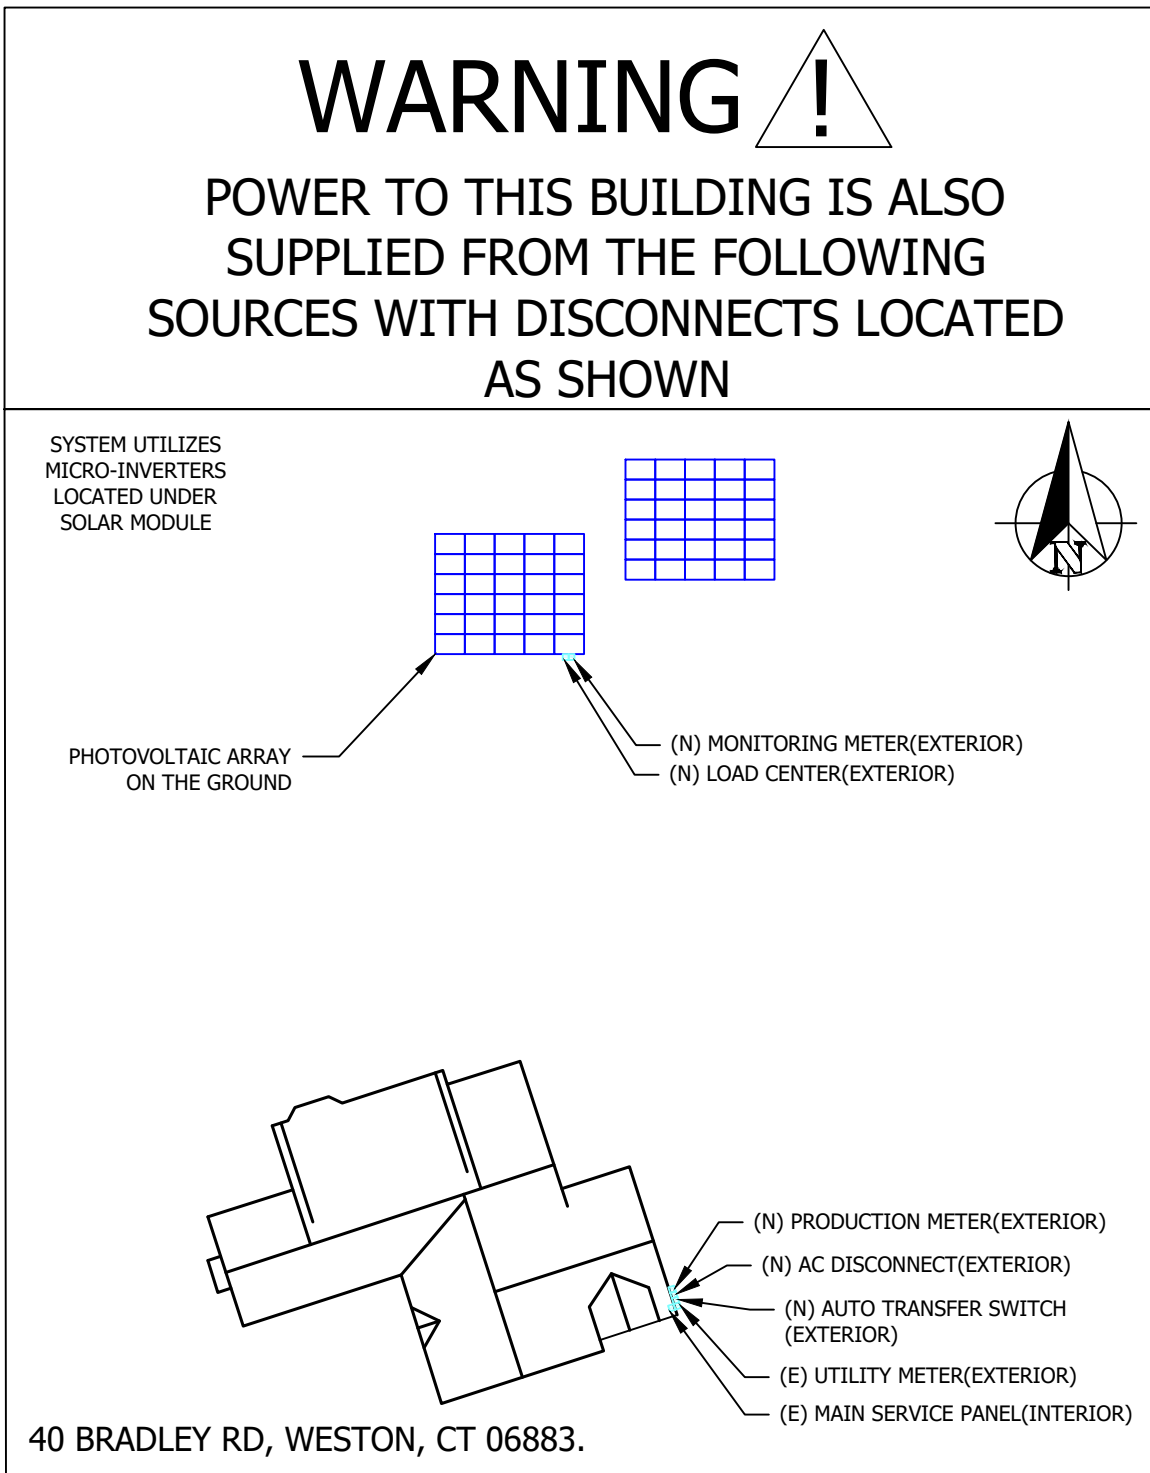 WARNING !
POWER TO THIS BUILDING IS ALSO
SUPPLIED FROM THE FOLLOWING
SOURCES WITH DISCONNECTS LOCATED
AS SHOWN
SYSTEM UTILIZES
MICRO-INVERTERS
LOCATED UNDER
SOLAR MODULE
N
PHOTOVOLTAIC ARRAY
ON THE GROUND
(N) MONITORING METER(EXTERIOR)
(N) LOAD CENTER(EXTERIOR)
(N) PRODUCTION METER(EXTERIOR)
(N) AC DISCONNECT(EXTERIOR)
(N) AUTO TRANSFER SWITCH
(EXTERIOR)
(E) UTILITY METER(EXTERIOR)
(E) MAIN SERVICE PANEL(INTERIOR)
40 BRADLEY RD, WESTON, CT 06883.